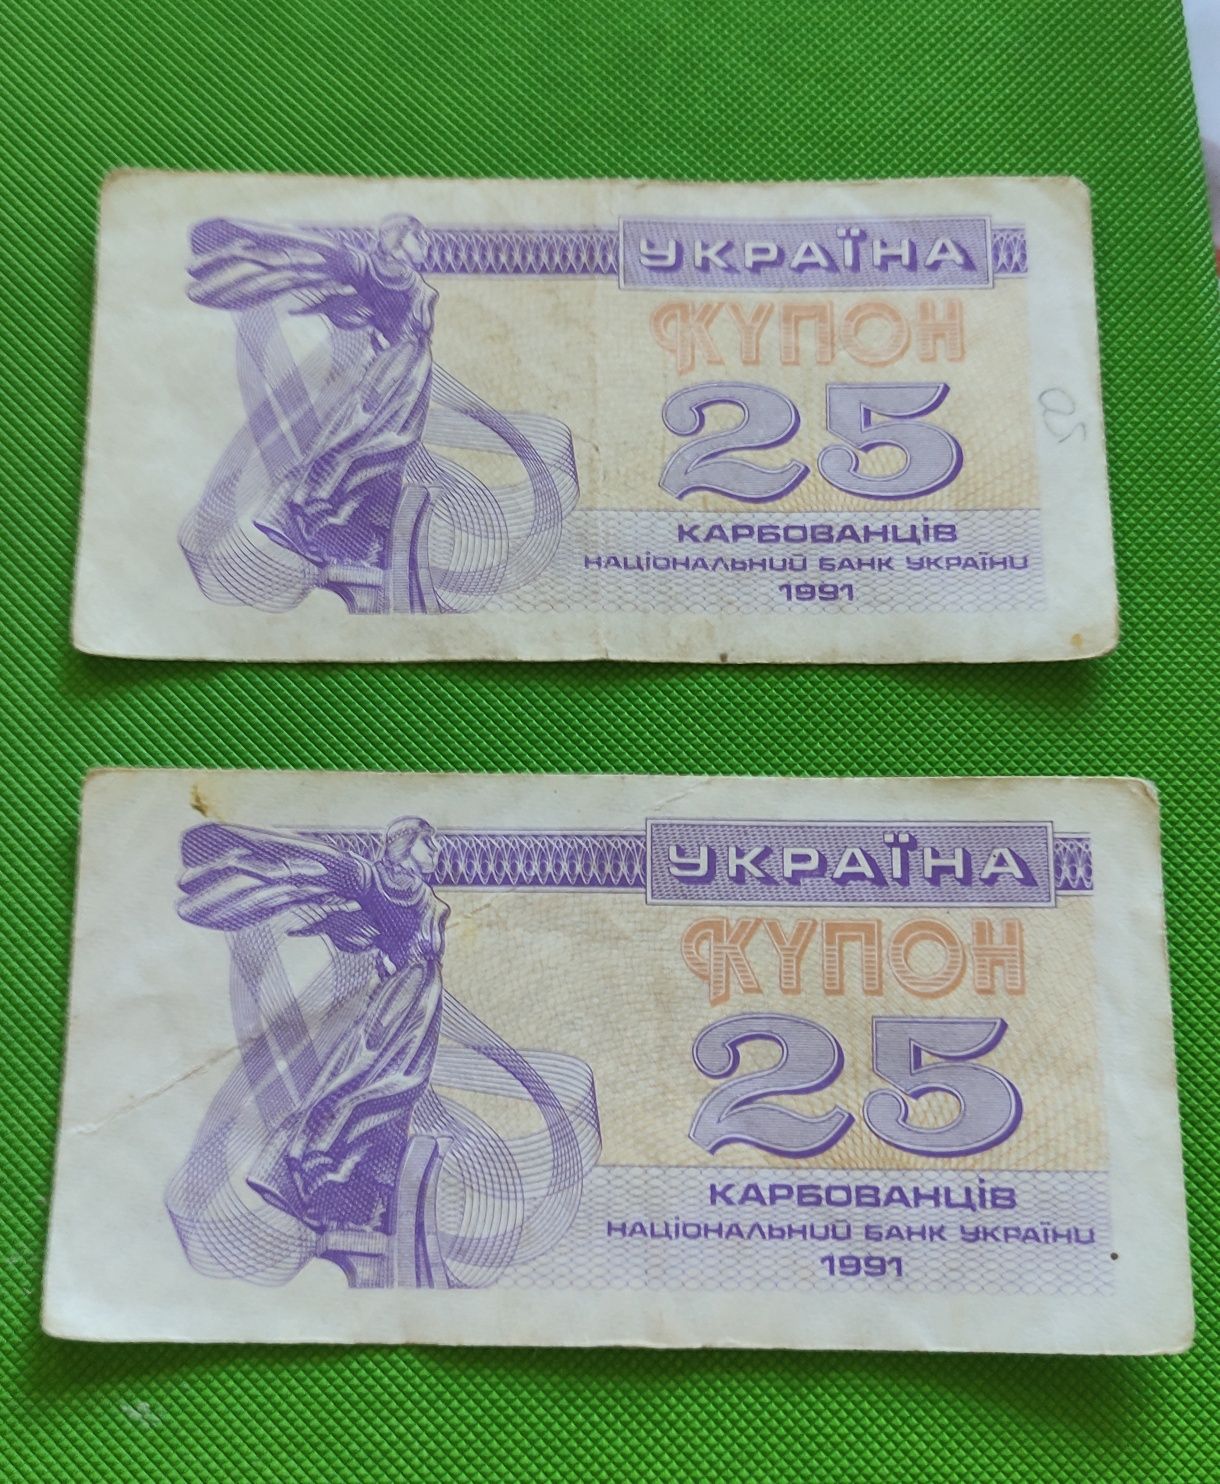 УКРАЇНА
КУПОН
25
КАРБОВАНЦІВ
НАЦІОНАЛЬНИЙ БАНК УКРАЇНИ
1991
УКРАЇНА
КУПОН
25
КАРБОВАНЦІВ
НАЦІОНАЛЬНИЙ БАНК УКРАЇНИ
1991